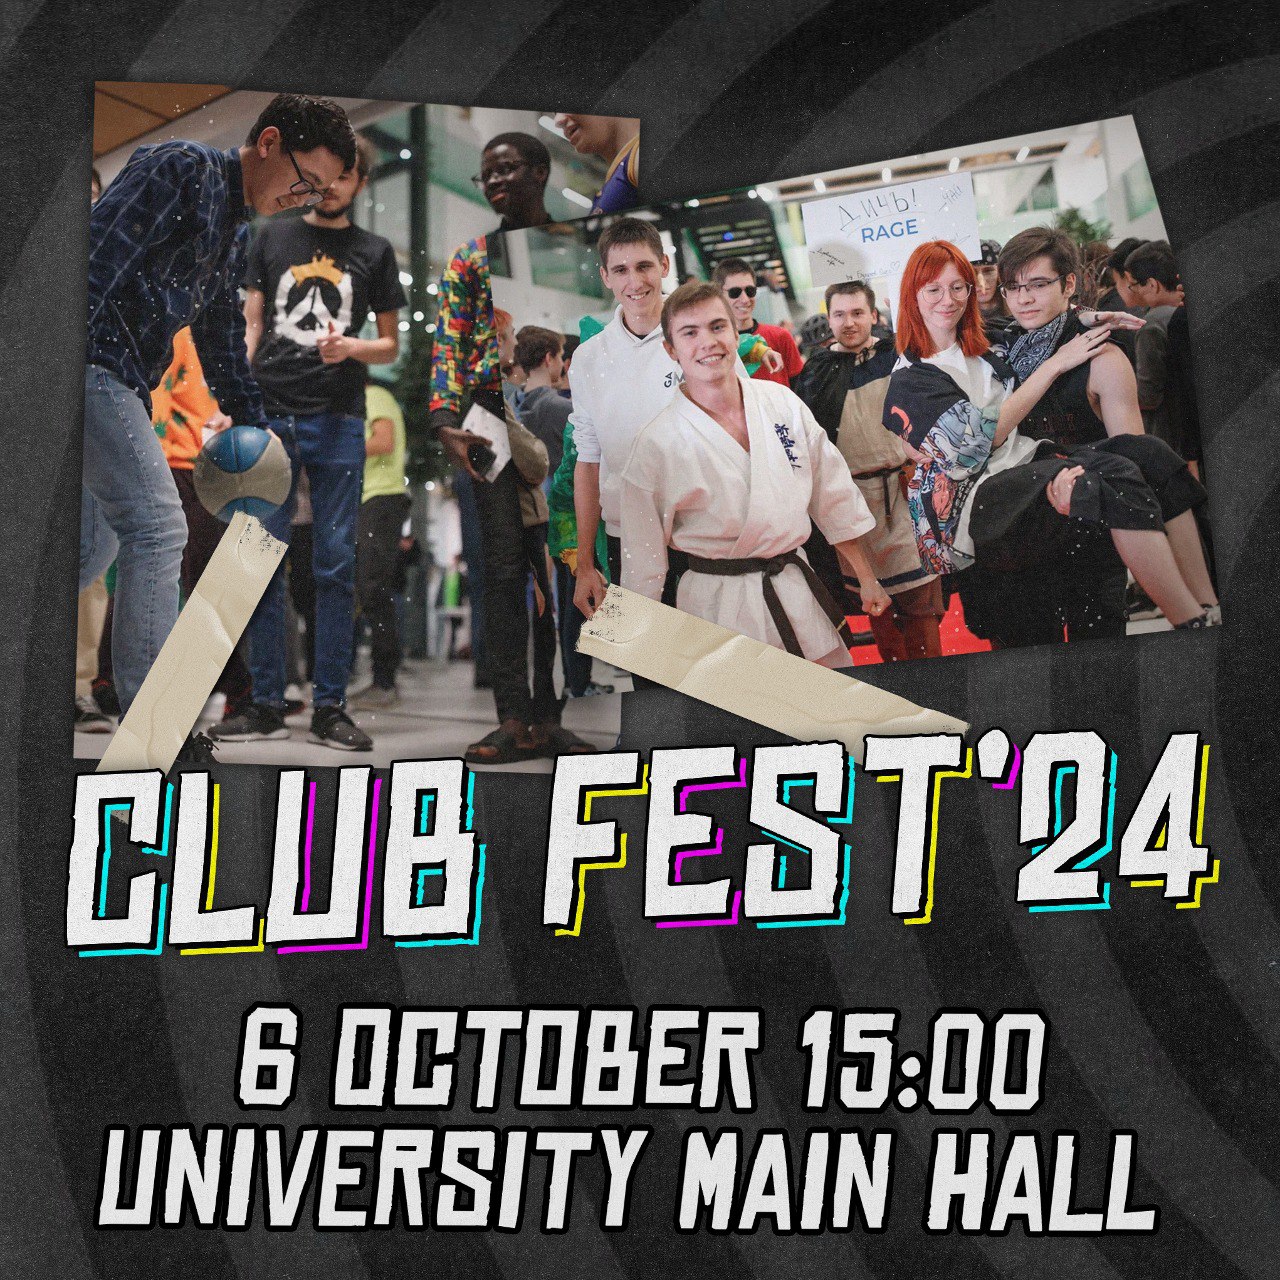 ДИЧЬ!
RAGE
CLUB FEST'24
6 OCTOBER 15:00
UNIVERSITY MAIN HALL